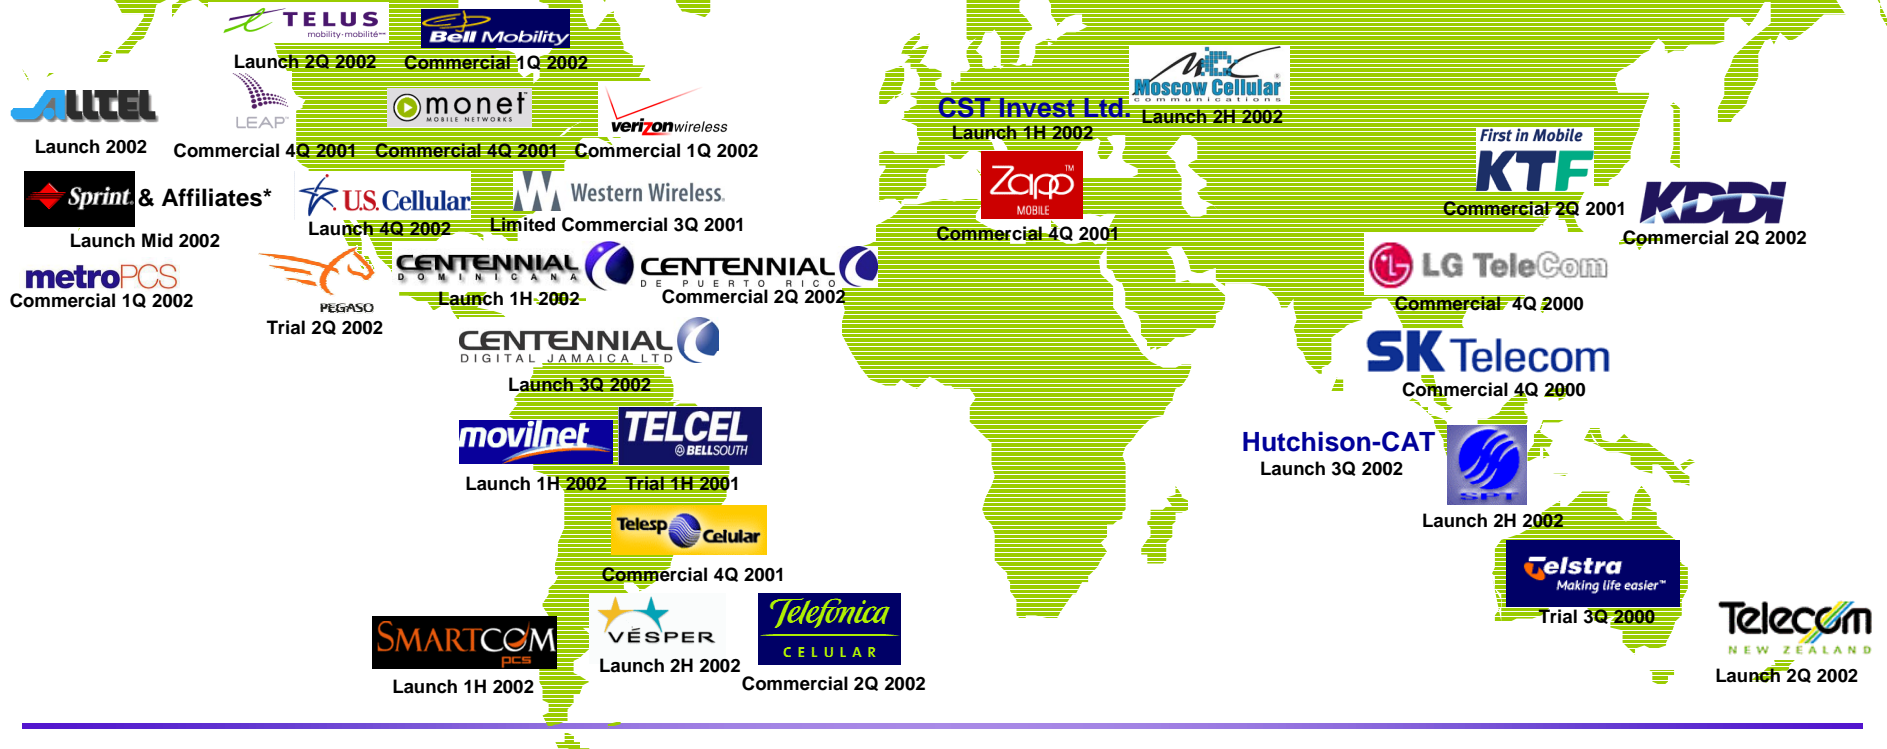 TELUS
mobility·mobilité
Launch 2Q 2002
Bell Mobility
Commercial 1Q 2002
ALLTEL
Launch 2002
LEAP
Commercial 4Q 2001
monet
MOBILE NETWORKS
Commercial 4Q 2001
verizonwireless
Commercial 1Q 2002
Sprint. & Affiliates*
Launch Mid 2002
U.S. Cellular
Launch 4Q 2002
Western Wireless.
Limited Commercial 3Q 2001
metroPCS
Commercial 1Q 2002
PEGASO
Trial 2Q 2002
CENTENNIAL
DOMINICANA
Launch 1H 2002
CENTENNIAL
DE PUERTO RICO
Commercial 2Q 2002
CENTENNIAL
DIGITAL JAMAICA LTD
Launch 3Q 2002
movilnet
Launch 1H 2002
TELCEL
BELLSOUTH
Trial 1H 2001
Telesp Celular
Commercial 4Q 2001
SMARTCOM
pcs
Launch 1H 2002
VÉSPER
Launch 2H 2002
Telefónica
CELULAR
Commercial 2Q 2002
CST Invest Ltd.
Launch 1H 2002
MCC
Moscow Cellular
communications
Launch 2H 2002
Zapp™
MOBILE
Commercial 4Q 2001
First in Mobile
KTF
Commercial 2Q 2001
KDDI
Commercial 2Q 2002
LG TeleCom
Commercial 4Q 2000
SK Telecom
Commercial 4Q 2000
Hutchison-CAT
Launch 3Q 2002
SPT
Launch 2H 2002
Telstra
Making life easier™
Trial 3Q 2000
Telecom
NEW ZEALAND
Launch 2Q 2002